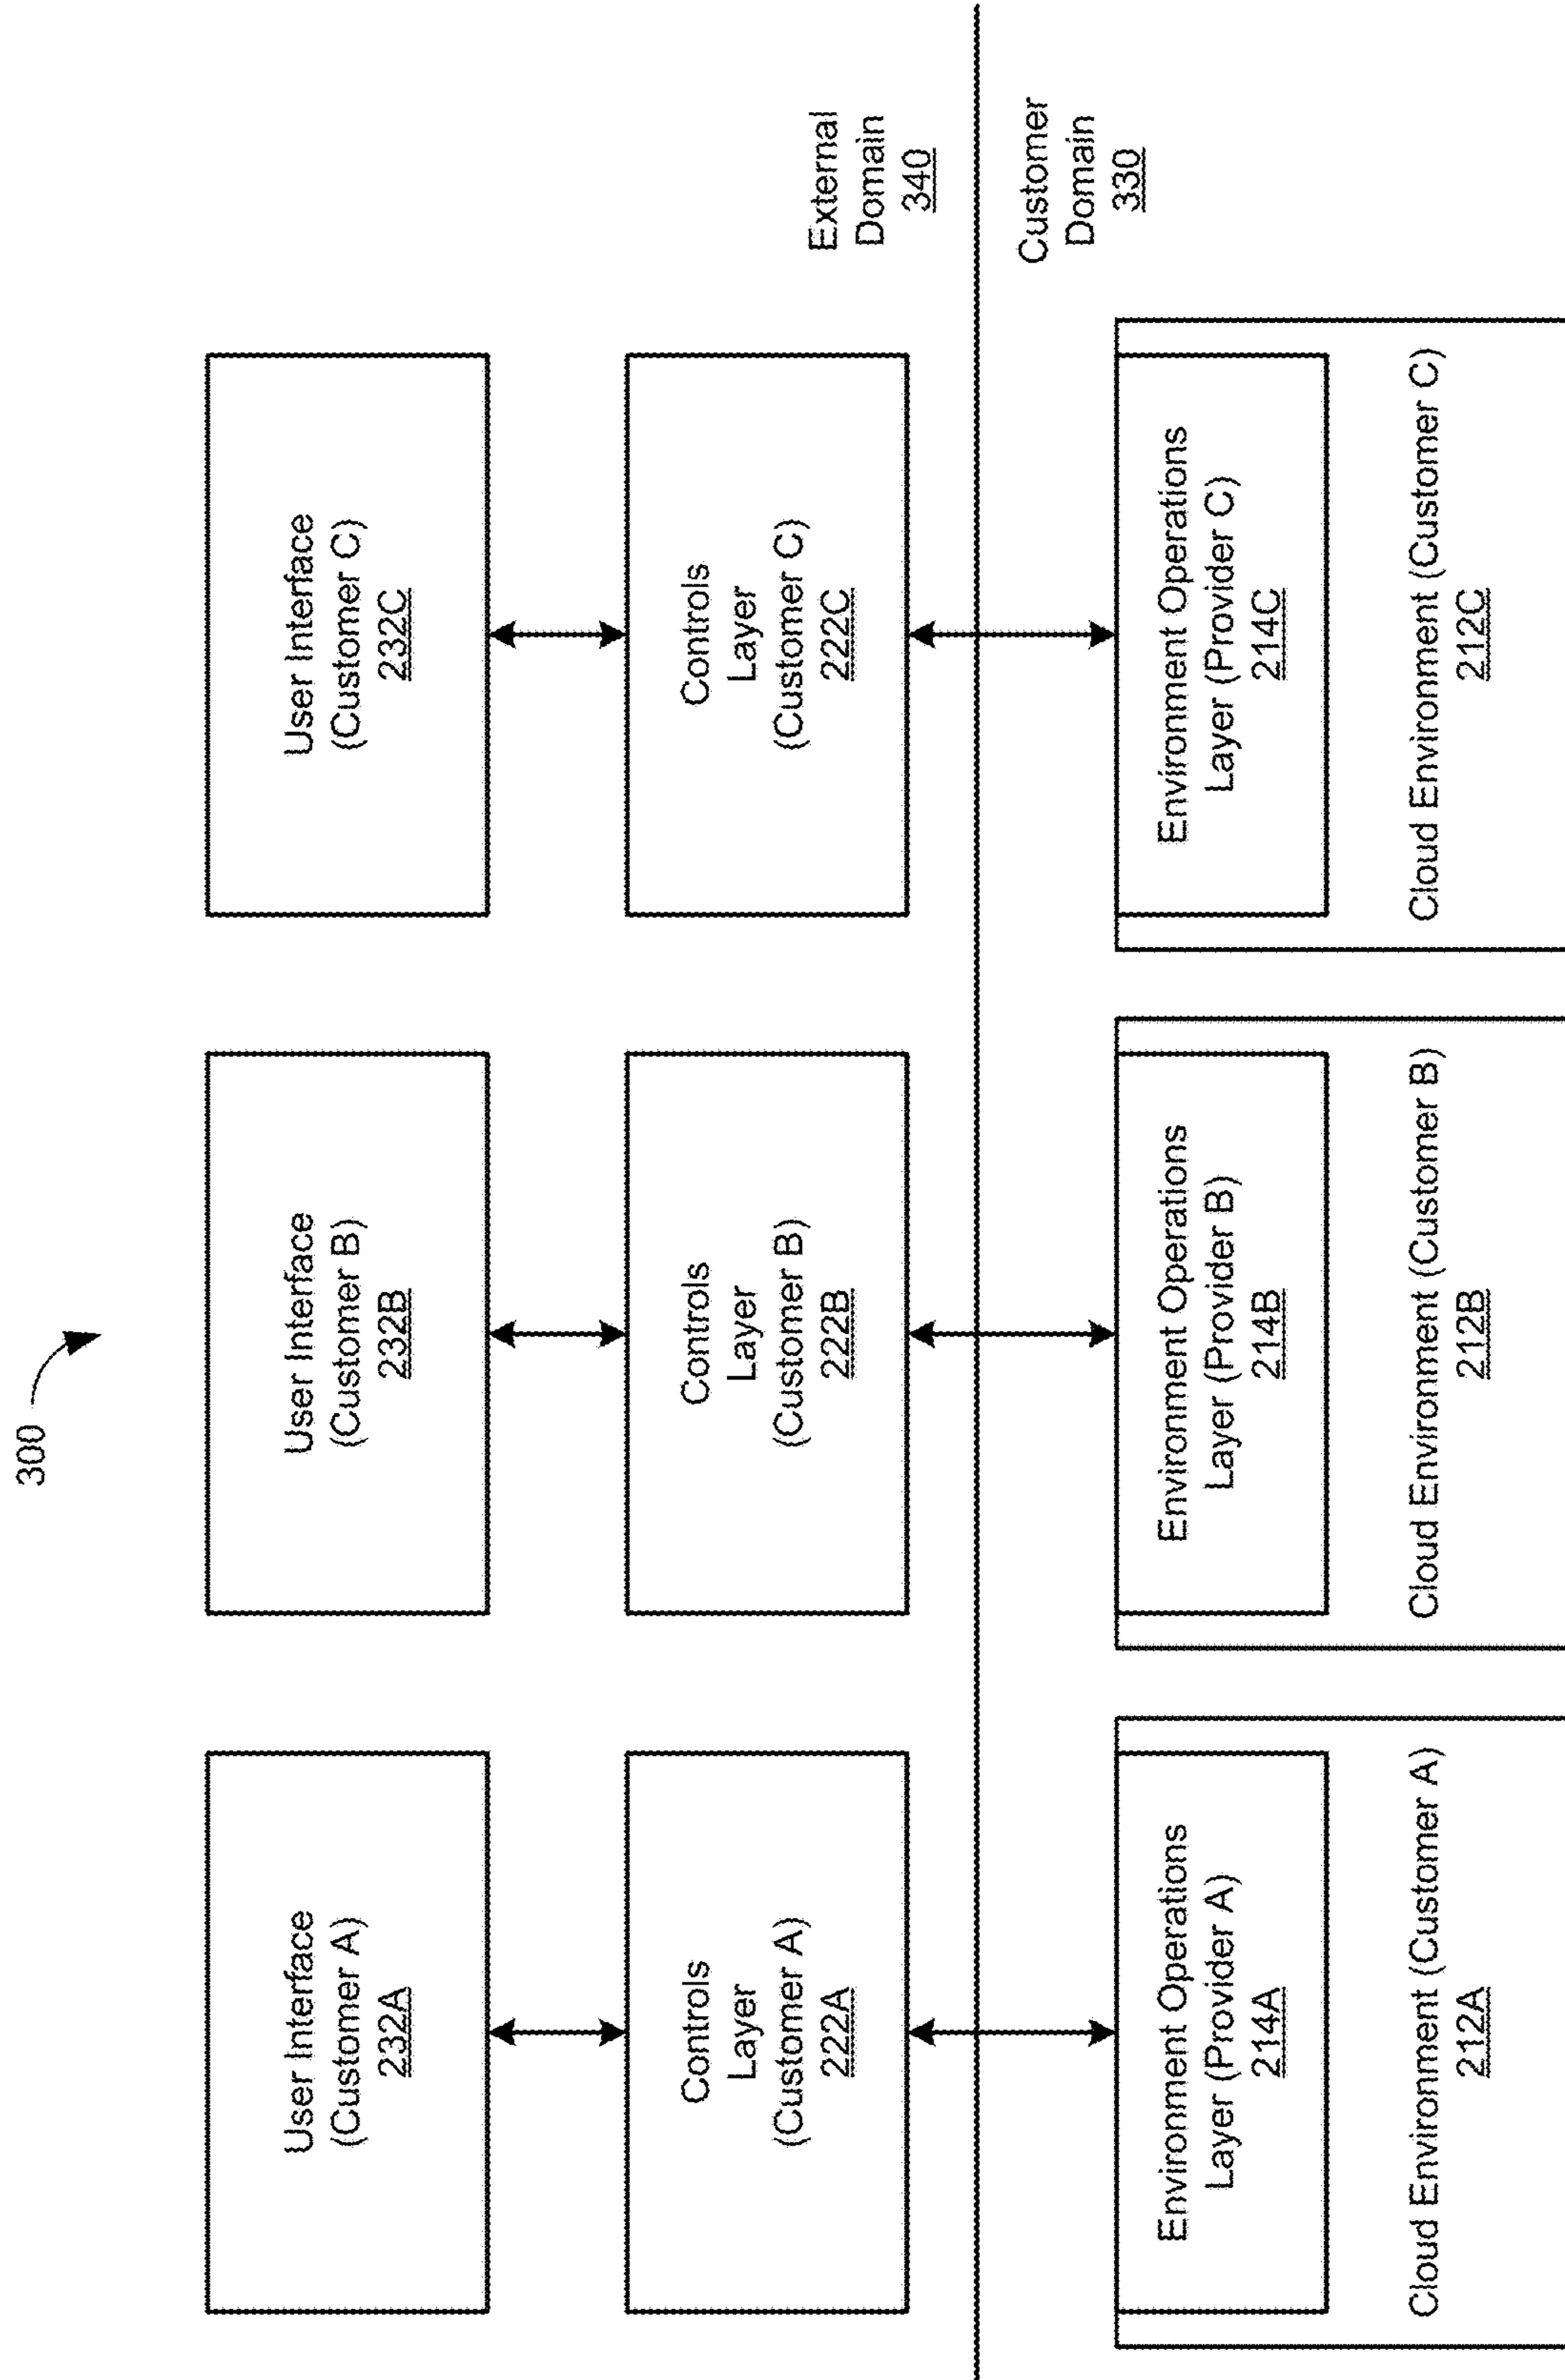 300
User Interface
(Customer A)
232A
User Interface
(Customer B)
232B
User Interface
(Customer C)
232C
Controls
Layer
(Customer A)
222A
Controls
Layer
(Customer B)
222B
Controls
Layer
(Customer C)
222C
External
Domain
340
Customer
Domain
330
Environment Operations
Layer (Provider A)
214A
Cloud Environment (Customer A)
212A
Environment Operations
Layer (Provider B)
214B
Cloud Environment (Customer B)
212B
Environment Operations
Layer (Provider C)
214C
Cloud Environment (Customer C)
212C